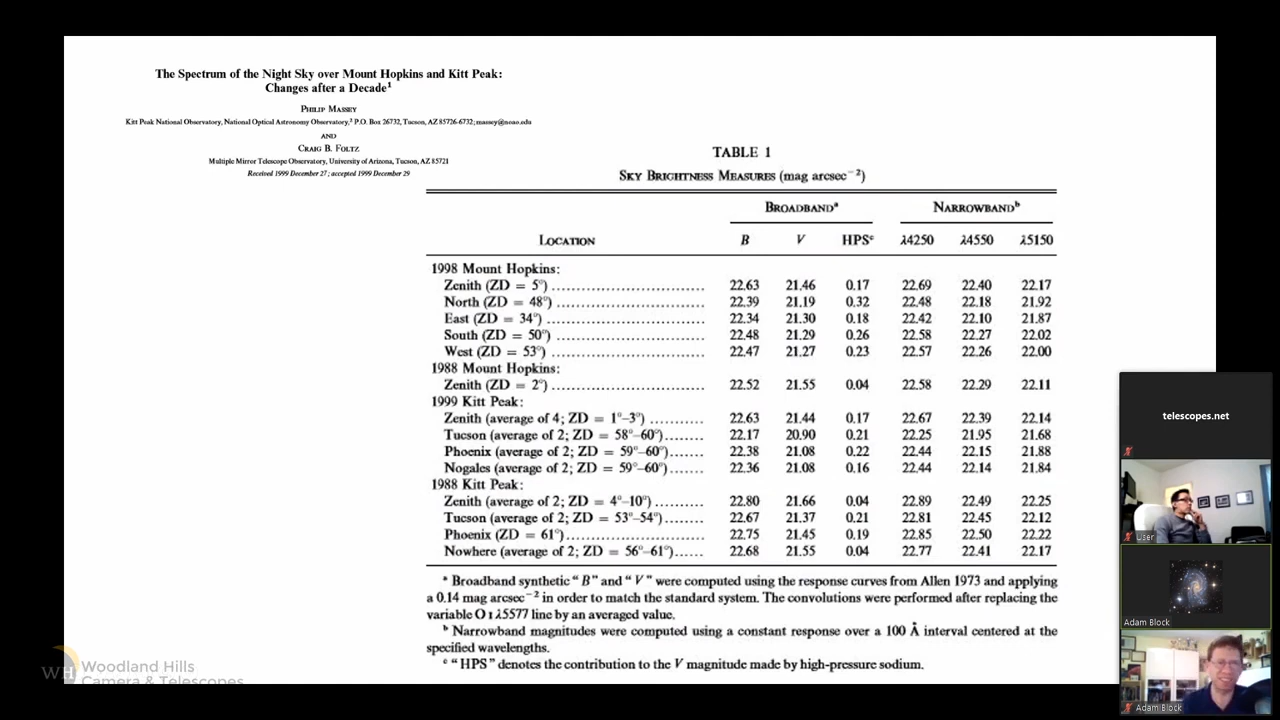 The Spectrum of the Night Sky over Mount Hopkins and Kitt Peak:
Changes after a Decade¹
PHILIP MASSEY
Kitt Peak National Observatory, National Optical Astronomy Observatory,² P.O. Box 26732, Tucson, AZ 85726-6732; massey@noao.edu
AND
CRAIG B. FOLTZ
Multiple Mirror Telescope Observatory, University of Arizona, Tucson, AZ 85721
Received 1999 December 27; accepted 1999 December 29
TABLE 1
SKY BRIGHTNESS MEASURES (mag arcsec⁻²)
BROADBANDᵃ NARROWBANDᵇ
LOCATION B V HPSᶜ λ4250 λ4550 λ5150
1998 Mount Hopkins:
Zenith (ZD = 5°) .................................. 22.63 21.46 0.17 22.69 22.40 22.17
North (ZD = 48°) ................................. 22.39 21.19 0.32 22.48 22.18 21.92
East (ZD = 34°) ................................... 22.34 21.30 0.18 22.42 22.10 21.87
South (ZD = 50°) ................................. 22.48 21.29 0.26 22.58 22.27 22.02
West (ZD = 53°) .................................. 22.47 21.27 0.23 22.57 22.26 22.00
1988 Mount Hopkins:
Zenith (ZD = 2°) .................................. 22.52 21.55 0.04 22.58 22.29 22.11
1999 Kitt Peak:
Zenith (average of 4; ZD = 1°–3°) ........... 22.63 21.44 0.17 22.67 22.39 22.14
Tucson (average of 2; ZD = 58°–60°)........ 22.17 20.90 0.21 22.25 21.95 21.68
Phoenix (average of 2; ZD = 59°–60°)....... 22.38 21.08 0.22 22.44 22.15 21.88
Nogales (average of 2; ZD = 59°–60°)....... 22.36 21.08 0.16 22.44 22.14 21.84
1988 Kitt Peak:
Zenith (average of 2; ZD = 4°–10°) .......... 22.80 21.66 0.04 22.89 22.49 22.25
Tucson (average of 2; ZD = 53°–54°)........ 22.67 21.37 0.21 22.81 22.45 22.12
Phoenix (ZD = 61°)............................... 22.75 21.45 0.19 22.85 22.50 22.22
Nowhere (average of 2; ZD = 56°–61°)...... 22.68 21.55 0.04 22.77 22.41 22.17
ᵃ Broadband synthetic “B” and “V” were computed using the response curves from Allen 1973 and applying
a 0.14 mag arcsec⁻² in order to match the standard system. The convolutions were performed after replacing the
variable O I λ5577 line by an averaged value.
ᵇ Narrowband magnitudes were computed using a constant response over a 100 Å interval centered at the
specified wavelengths.
ᶜ “HPS” denotes the contribution to the V magnitude made by high-pressure sodium.
WH Woodland Hills
Camera & Telescopes
telescopes.net
User
Adam Block
Adam Block